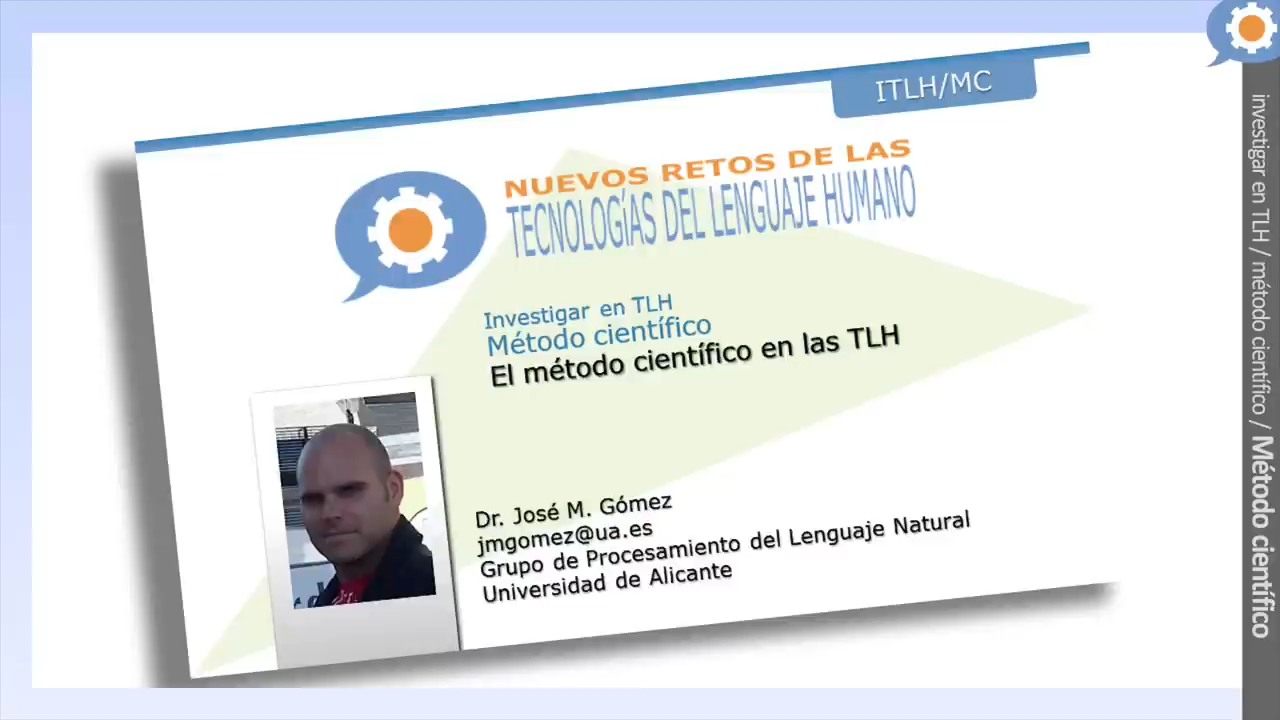 ITLH/MC
NUEVOS RETOS DE LAS
TECNOLOGÍAS DEL LENGUAJE HUMANO
Investigar en TLH
Método científico
El método científico en las TLH
Dr. José M. Gómez
jmgomez@ua.es
Grupo de Procesamiento del Lenguaje Natural
Universidad de Alicante
investigar en TLH / método científico / Método científico